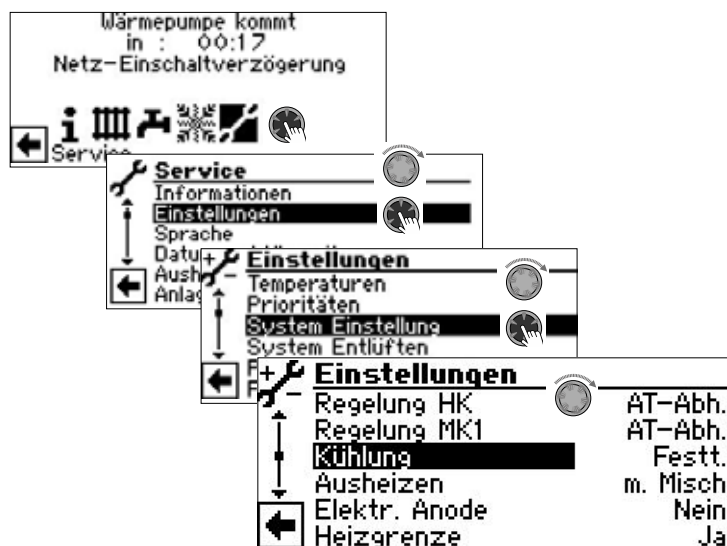 Wärmepumpe kommt
in : 00:17
Netz-Einschaltverzögerung
Service
Service
Informationen
Einstellungen
Sprache
Einstellungen
Temperaturen
Prioritäten
System Einstellung
System Entlüften
Einstellungen
Regelung HK AT-Abh.
Regelung MK1 AT-Abh.
Kühlung Festt.
Ausheizen m. Misch
Elektr. Anode Nein
Heizgrenze Ja